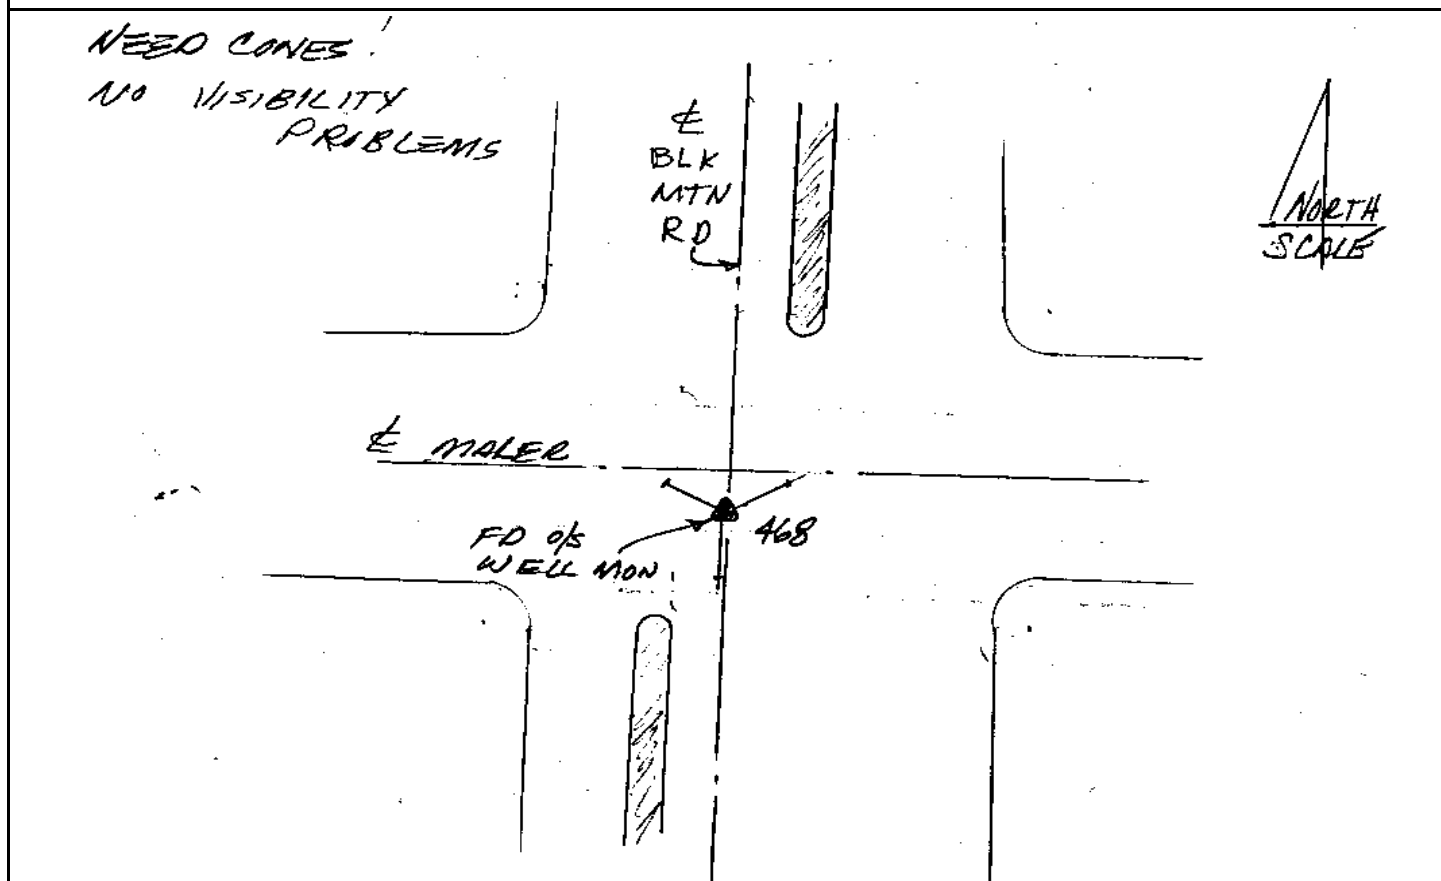 NEED CONES!
NO VISIBILITY
PROBLEMS
℄
BLK
MTN
RD
NORTH
SCALE
℄ MALER
FD o/s
WELL MON
468